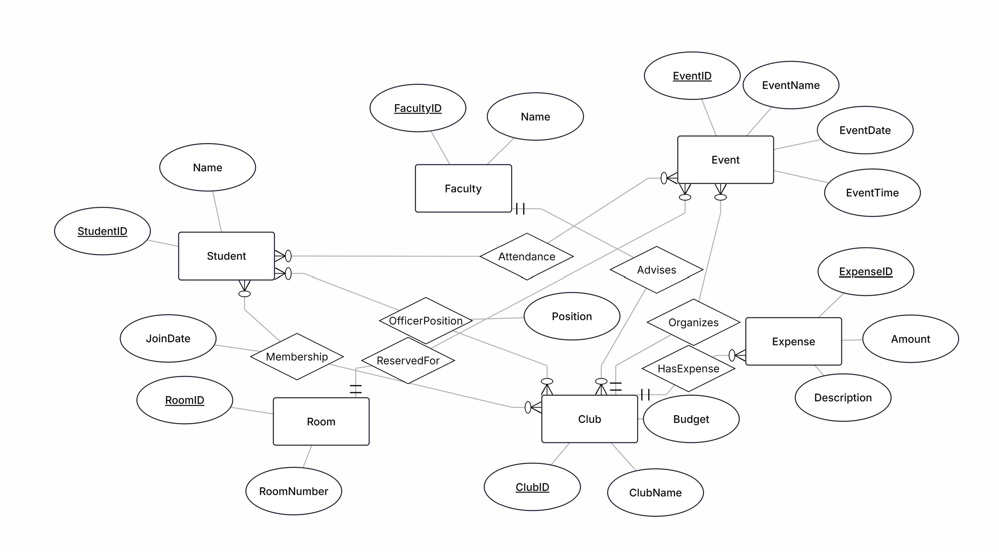 EventID
EventName
FacultyID
Name
EventDate
Event
Name
Faculty
EventTime
StudentID
Student
Attendance
Advises
ExpenseID
Position
OfficerPosition
Organizes
JoinDate
Expense
Amount
Membership
ReservedFor
HasExpense
RoomID
Description
Room
Club
Budget
ClubID
RoomNumber
ClubName